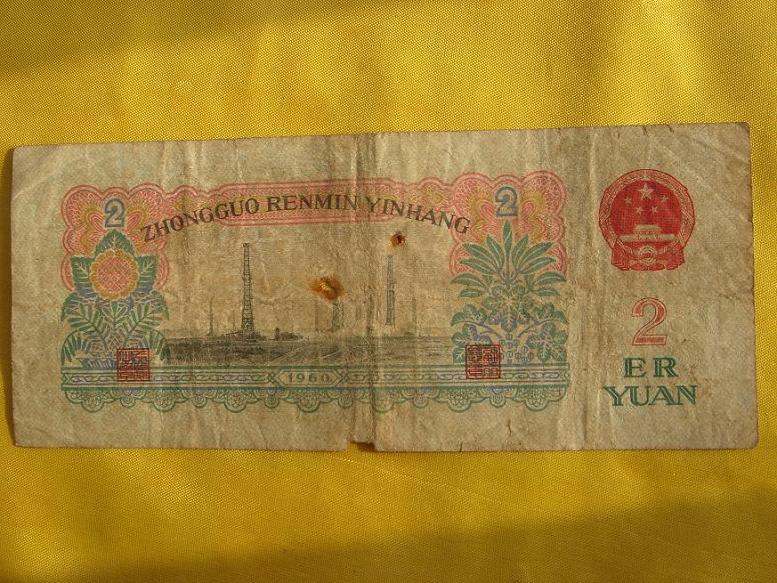 2
2
ZHONGGUO RENMIN YINHANG
2
ER
YUAN
1960